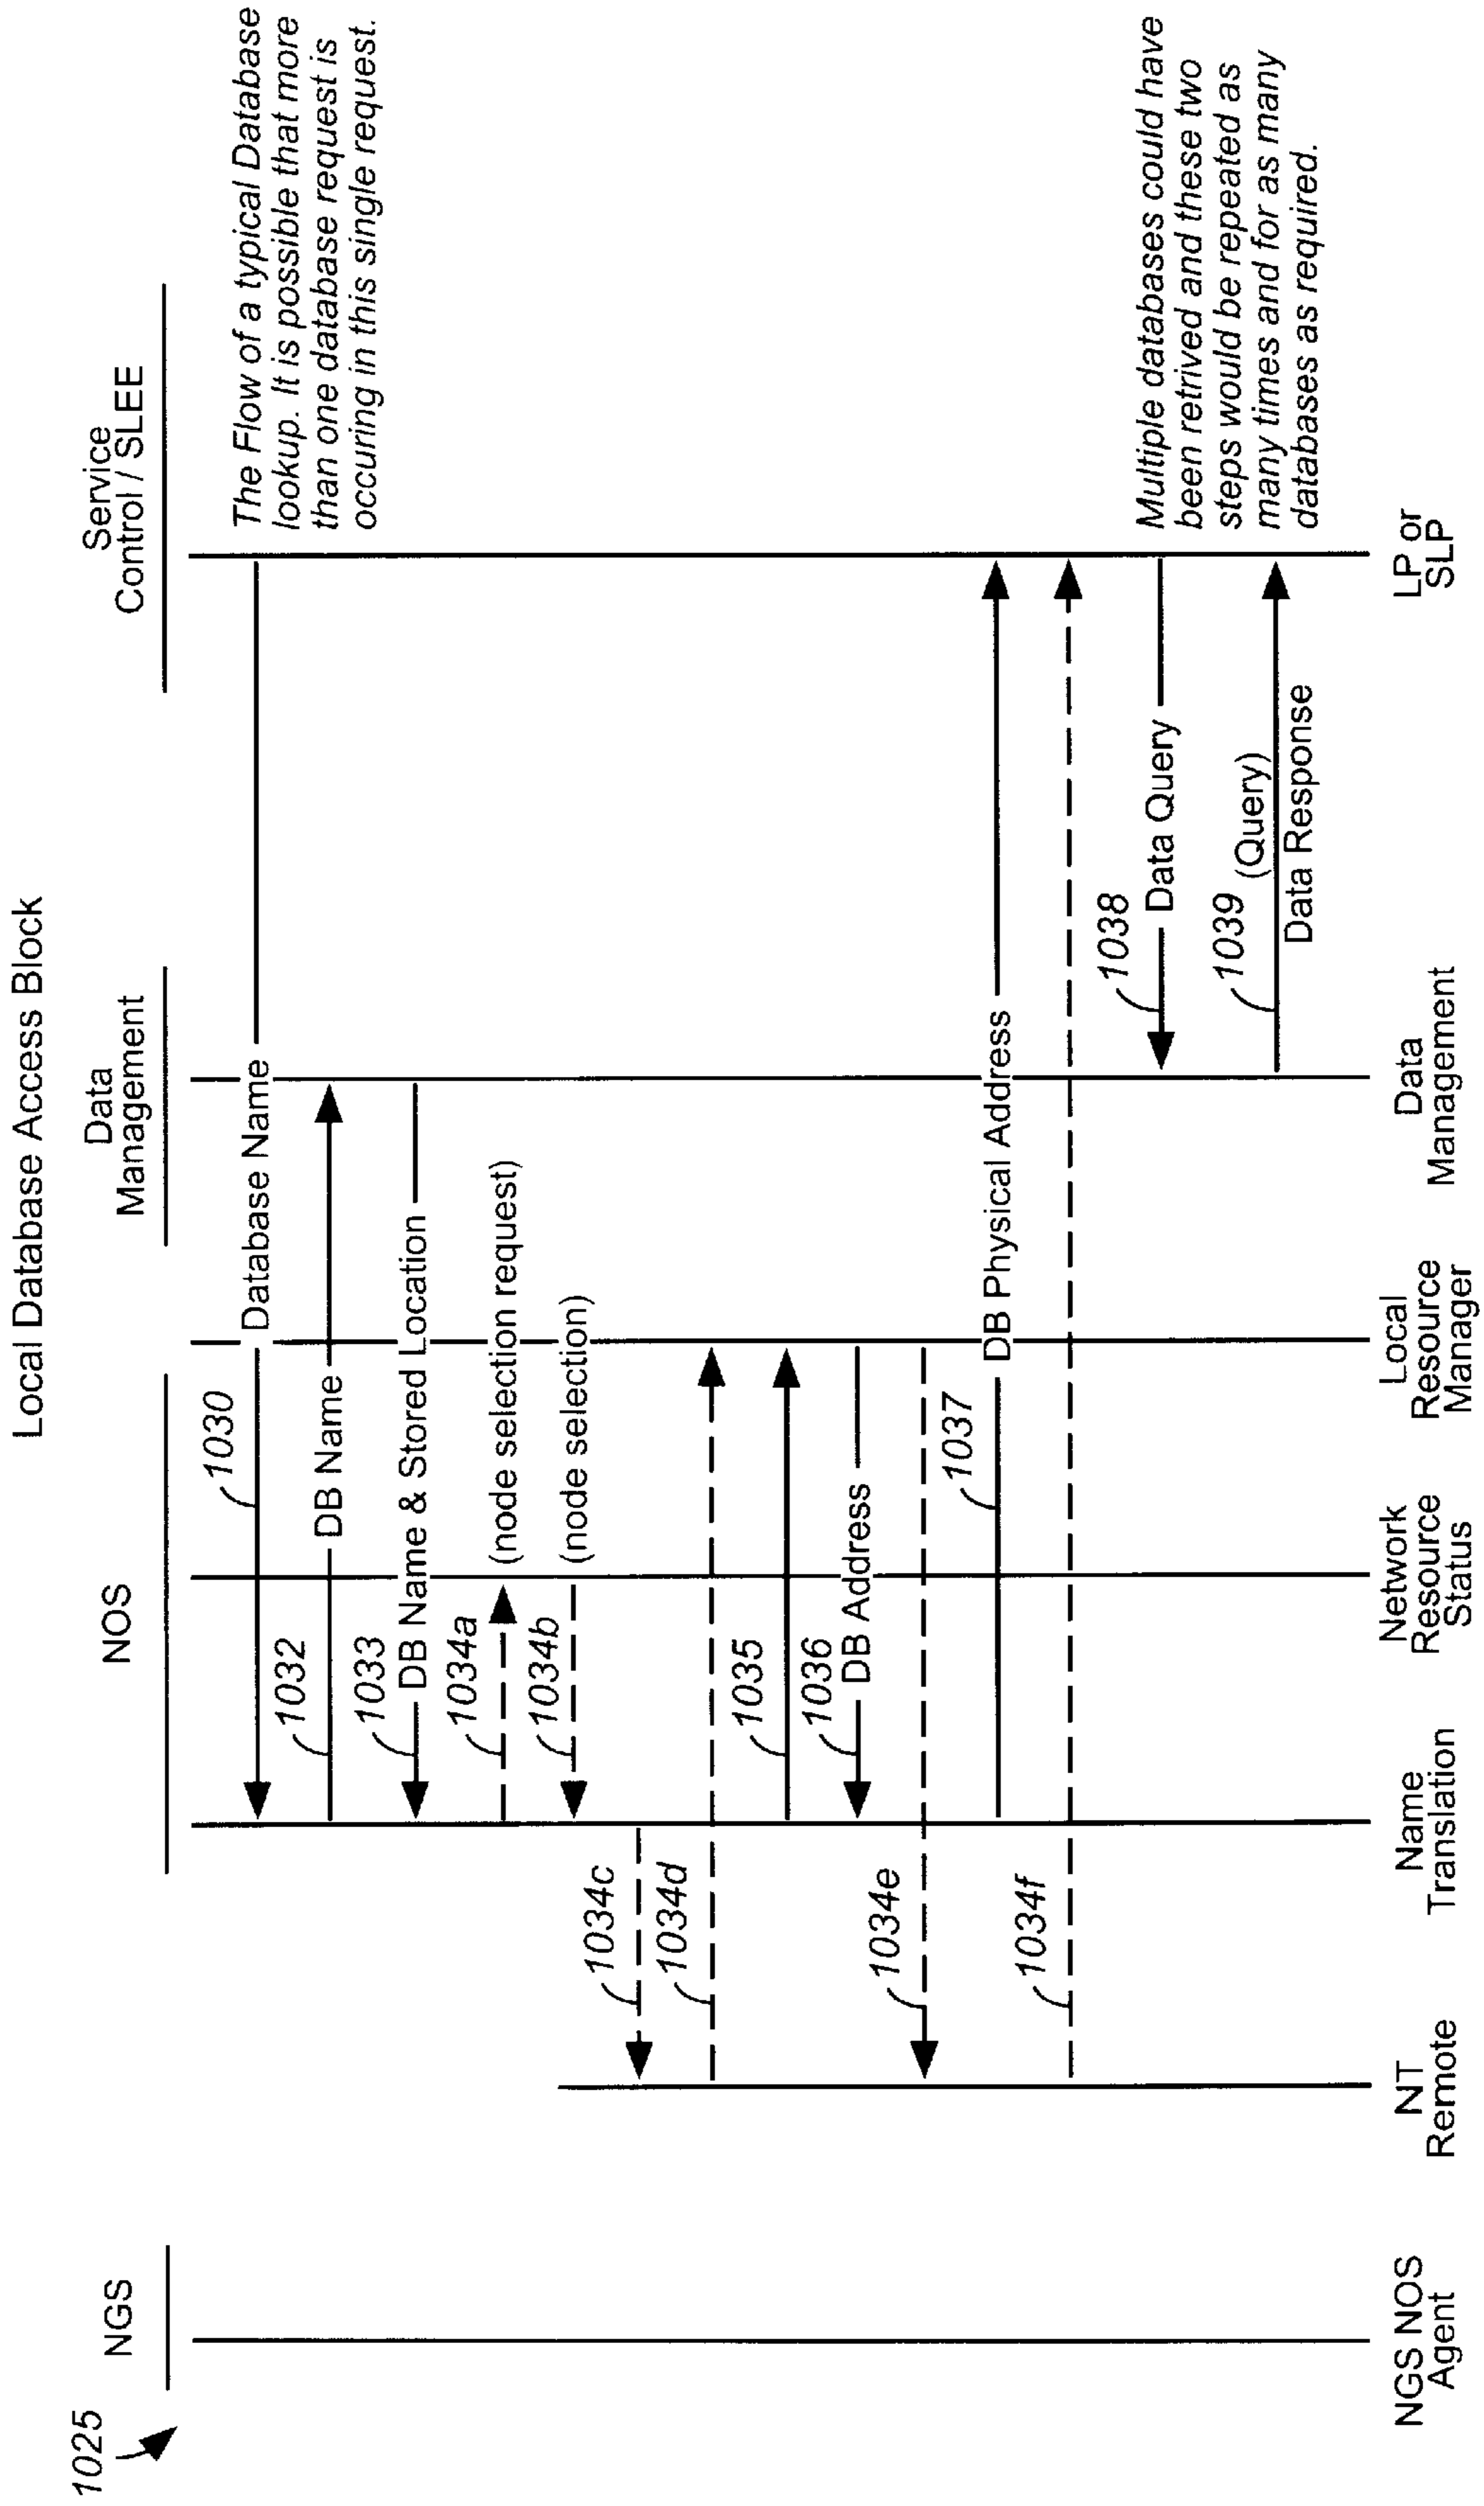 Local Database Access Block
1025
NGS
NOS
Data
Management
Service
Control / SLEE
1030
Database Name
The Flow of a typical Database
lookup. It is possible that more
than one database request is
occuring in this single request.
1032
DB Name
1033
DB Name & Stored Location
1034a
(node selection request)
1034b
(node selection)
1034c
1034d
1035
1036
DB Address
1034e
1037
DB Physical Address
1034f
1038
Data Query
1039
(Query)
Data Response
Multiple databases could have
been retrived and these two
steps would be repeated as
many times and for as many
databases as required.
NGS NOS
Agent
NT
Remote
Name
Translation
Network
Resource
Status
Local
Resource
Manager
Data
Management
LP or
SLP